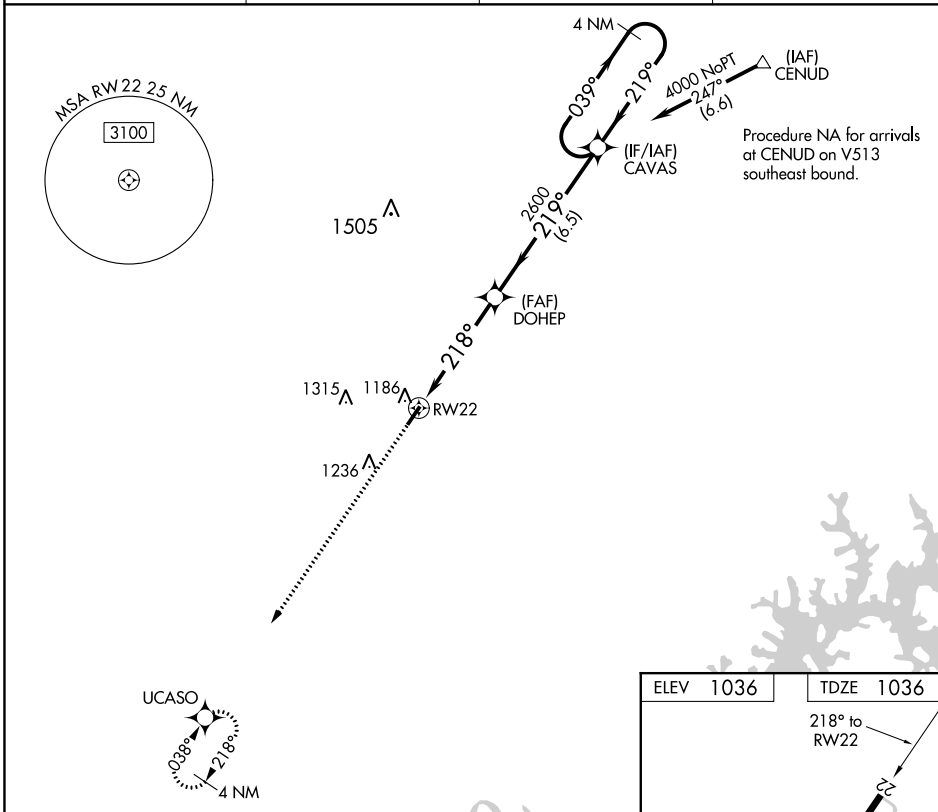 4 NM
(IAF)
CENUD
4000 NoPT
247°
(6.6)
039°
219°
MSA RW 22 25 NM
3100
Procedure NA for arrivals
at CENUD on V513
southeast bound.
(IF/IAF)
CAVAS
2600
219°
(6.5)
1505
(FAF)
DOHEP
218°
1315
1186
RW22
1236
UCASO
038°
218°
4 NM
ELEV 1036
TDZE 1036
218° to
RW22
22